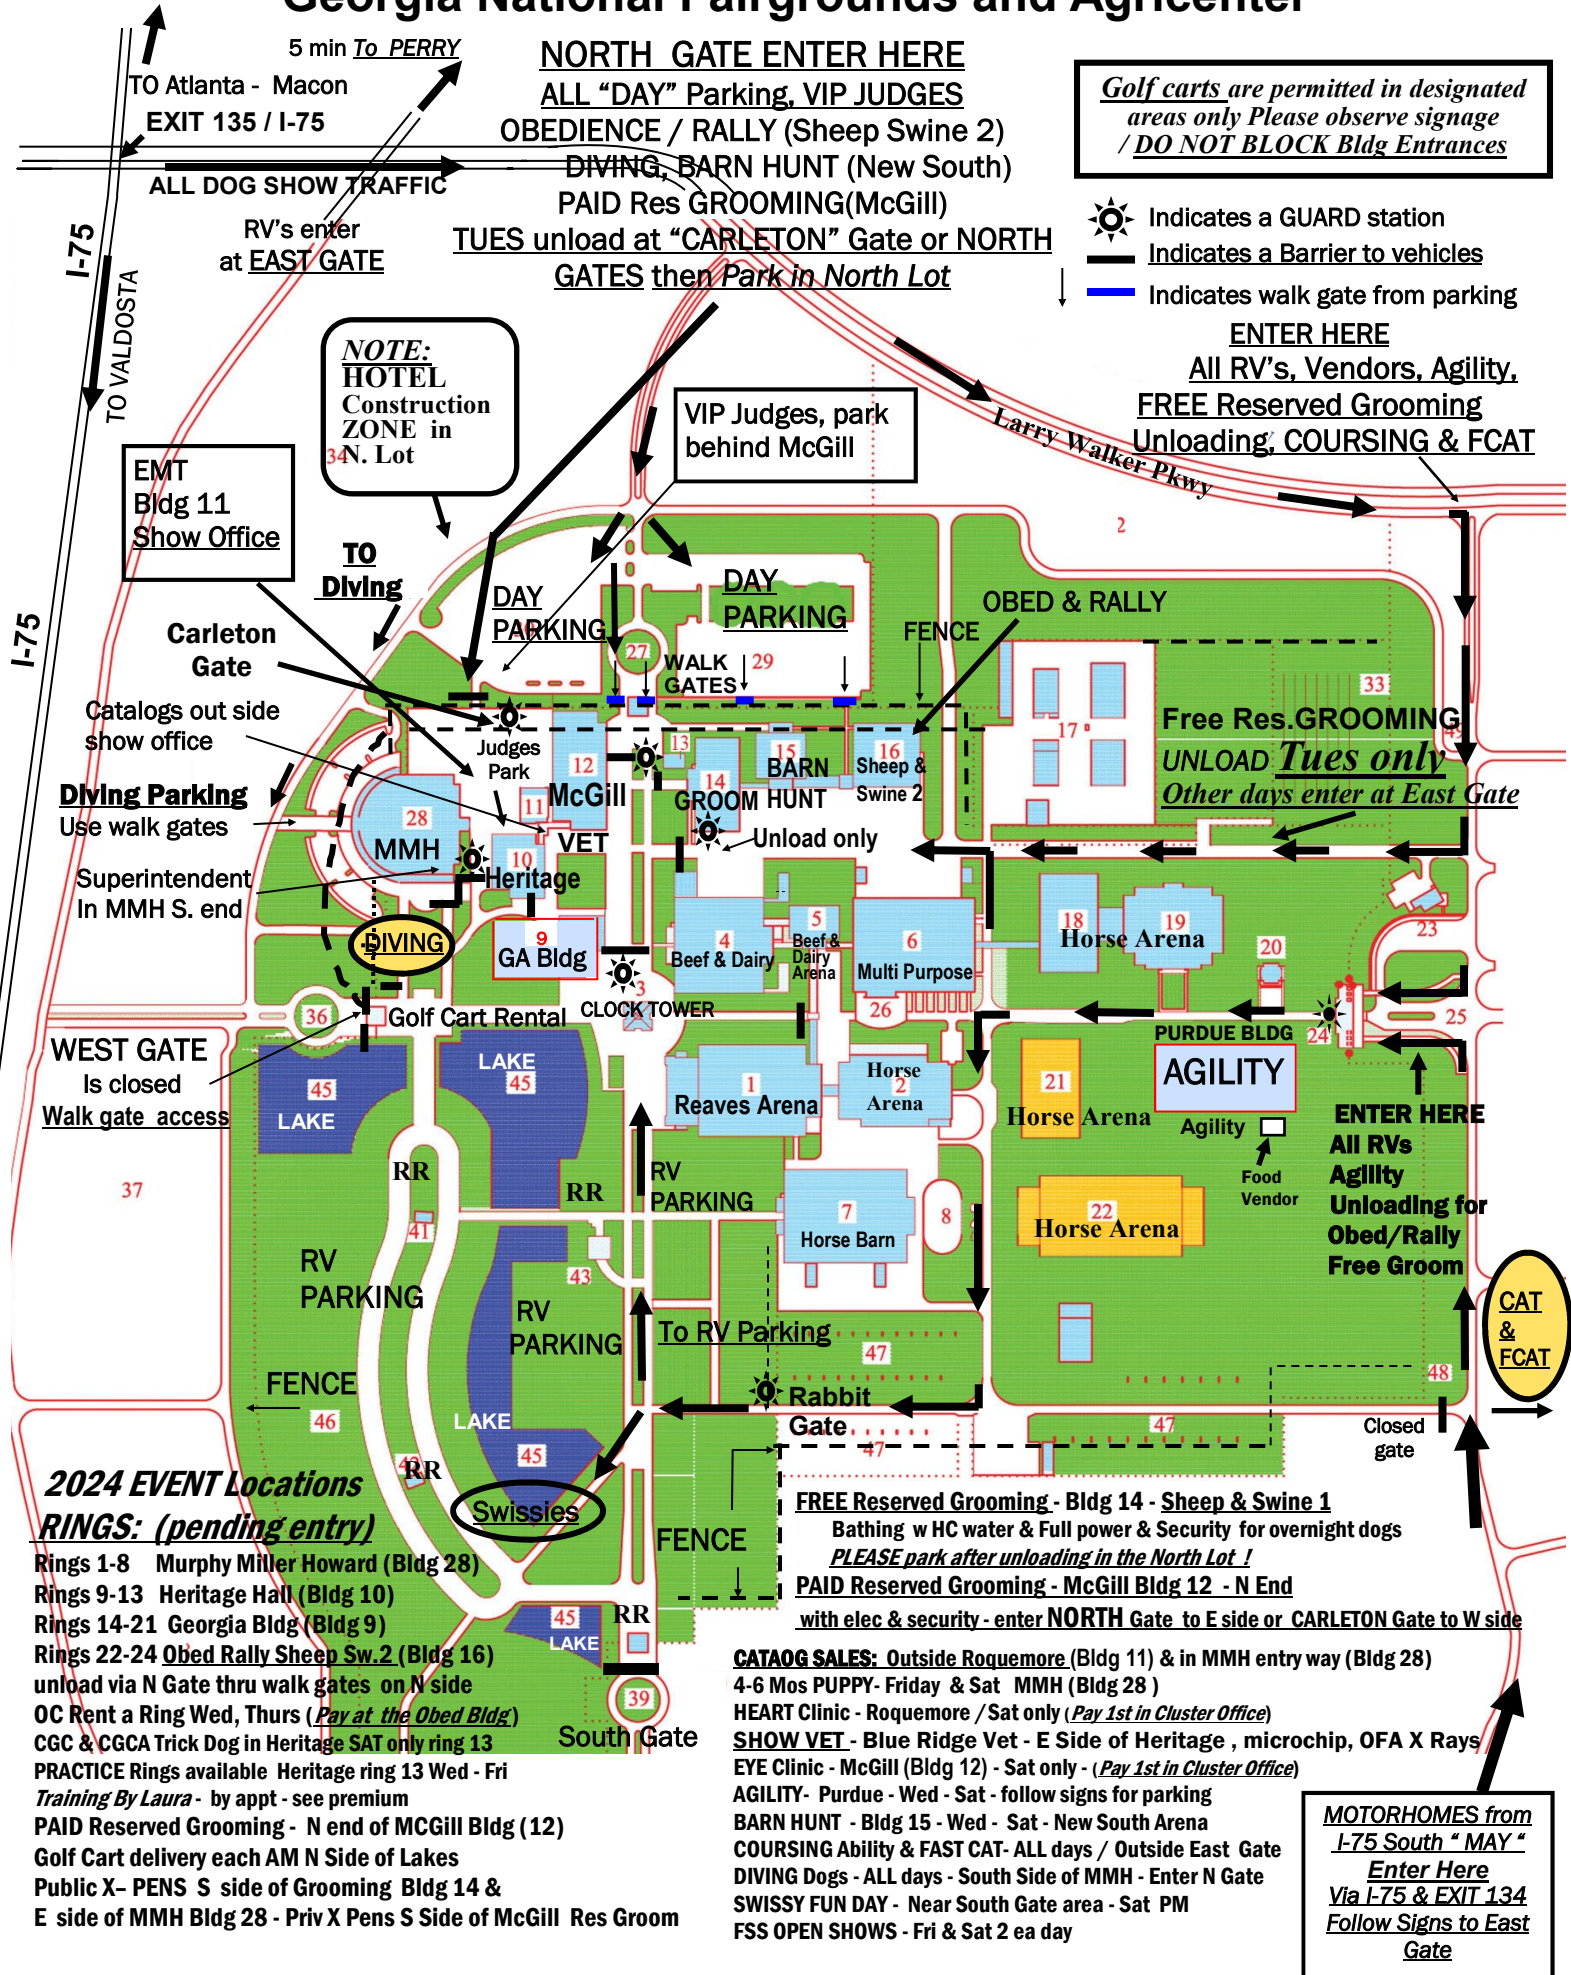 Georgia National Fairgrounds and Agricenter
5 min To PERRY
TO Atlanta - Macon
EXIT 135 / I-75
ALL DOG SHOW TRAFFIC
RV's enter
at EAST GATE
I-75
TO VALDOSTA
I-75
NORTH GATE ENTER HERE
ALL “DAY” Parking, VIP JUDGES
OBEDIENCE / RALLY (Sheep Swine 2)
DIVING, BARN HUNT (New South)
PAID Res GROOMING(McGill)
TUES unload at “CARLETON” Gate or NORTH
GATES then Park in North Lot
Golf carts are permitted in designated
areas only Please observe signage
/ DO NOT BLOCK Bldg Entrances
Indicates a GUARD station
Indicates a Barrier to vehicles
Indicates walk gate from parking
ENTER HERE
All RV's, Vendors, Agility,
FREE Reserved Grooming
Unloading, COURSING & FCAT
Larry Walker Pkwy
NOTE:
HOTEL
Construction
ZONE in
N. Lot
34
VIP Judges, park
behind McGill
EMT
Bldg 11
Show Office
TO
Diving
Carleton
Gate
Catalogs out side
show office
Diving Parking
Use walk gates
Superintendent
In MMH S. end
DAY
PARKING
DAY
PARKING
27
WALK
GATES
29
FENCE
OBED & RALLY
2
33
17
49
Free Res.GROOMING
UNLOAD Tues only
Other days enter at East Gate
Judges
Park
12
McGill
11
VET
13
14
GROOM
15
BARN
HUNT
16
Sheep &
Swine 2
Unload only
28
MMH
10
Heritage
DIVING
9
GA Bldg
3
CLOCK TOWER
4
Beef & Dairy
5
Beef &
Dairy
Arena
6
Multi Purpose
26
18
19
Horse Arena
20
23
24
25
PURDUE BLDG
AGILITY
Agility
Food
Vendor
21
Horse Arena
22
Horse Arena
36
Golf Cart Rental
WEST GATE
Is closed
Walk gate access
45
LAKE
LAKE
45
1
Reaves Arena
Horse
2
Arena
ENTER HERE
All RVs
Agility
Unloading for
Obed/Rally
Free Groom
37
RR
RR
RV
PARKING
41
RV
PARKING
43
RV
PARKING
7
Horse Barn
8
To RV Parking
47
CAT
&
FCAT
48
Closed
gate
Rabbit
Gate
47
47
FENCE
46
LAKE
45
RR
Swissies
FENCE
45
LAKE
RR
39
South Gate
2024 EVENT Locations
RINGS: (pending entry)
Rings 1-8 Murphy Miller Howard (Bldg 28)
Rings 9-13 Heritage Hall (Bldg 10)
Rings 14-21 Georgia Bldg (Bldg 9)
Rings 22-24 Obed Rally Sheep Sw.2 (Bldg 16)
unload via N Gate thru walk gates on N side
OC Rent a Ring Wed, Thurs (Pay at the Obed Bldg)
CGC & CGCA Trick Dog in Heritage SAT only ring 13
PRACTICE Rings available Heritage ring 13 Wed - Fri
Training By Laura - by appt - see premium
PAID Reserved Grooming - N end of MCGill Bldg (12)
Golf Cart delivery each AM N Side of Lakes
Public X– PENS S side of Grooming Bldg 14 &
E side of MMH Bldg 28 - Priv X Pens S Side of McGill Res Groom
FREE Reserved Grooming - Bldg 14 - Sheep & Swine 1
Bathing w HC water & Full power & Security for overnight dogs
PLEASE park after unloading in the North Lot !
PAID Reserved Grooming - McGill Bldg 12 - N End
with elec & security - enter NORTH Gate to E side or CARLETON Gate to W side
CATAOG SALES: Outside Roquemore (Bldg 11) & in MMH entry way (Bldg 28)
4-6 Mos PUPPY- Friday & Sat MMH (Bldg 28 )
HEART Clinic - Roquemore / Sat only (Pay 1st in Cluster Office)
SHOW VET - Blue Ridge Vet - E Side of Heritage , microchip, OFA X Rays
EYE Clinic - McGill (Bldg 12) - Sat only - (Pay 1st in Cluster Office)
AGILITY- Purdue - Wed - Sat - follow signs for parking
BARN HUNT - Bldg 15 - Wed - Sat - New South Arena
COURSING Ability & FAST CAT- ALL days / Outside East Gate
DIVING Dogs - ALL days - South Side of MMH - Enter N Gate
SWISSY FUN DAY - Near South Gate area - Sat PM
FSS OPEN SHOWS - Fri & Sat 2 ea day
MOTORHOMES from
I-75 South “ MAY “
Enter Here
Via I-75 & EXIT 134
Follow Signs to East
Gate